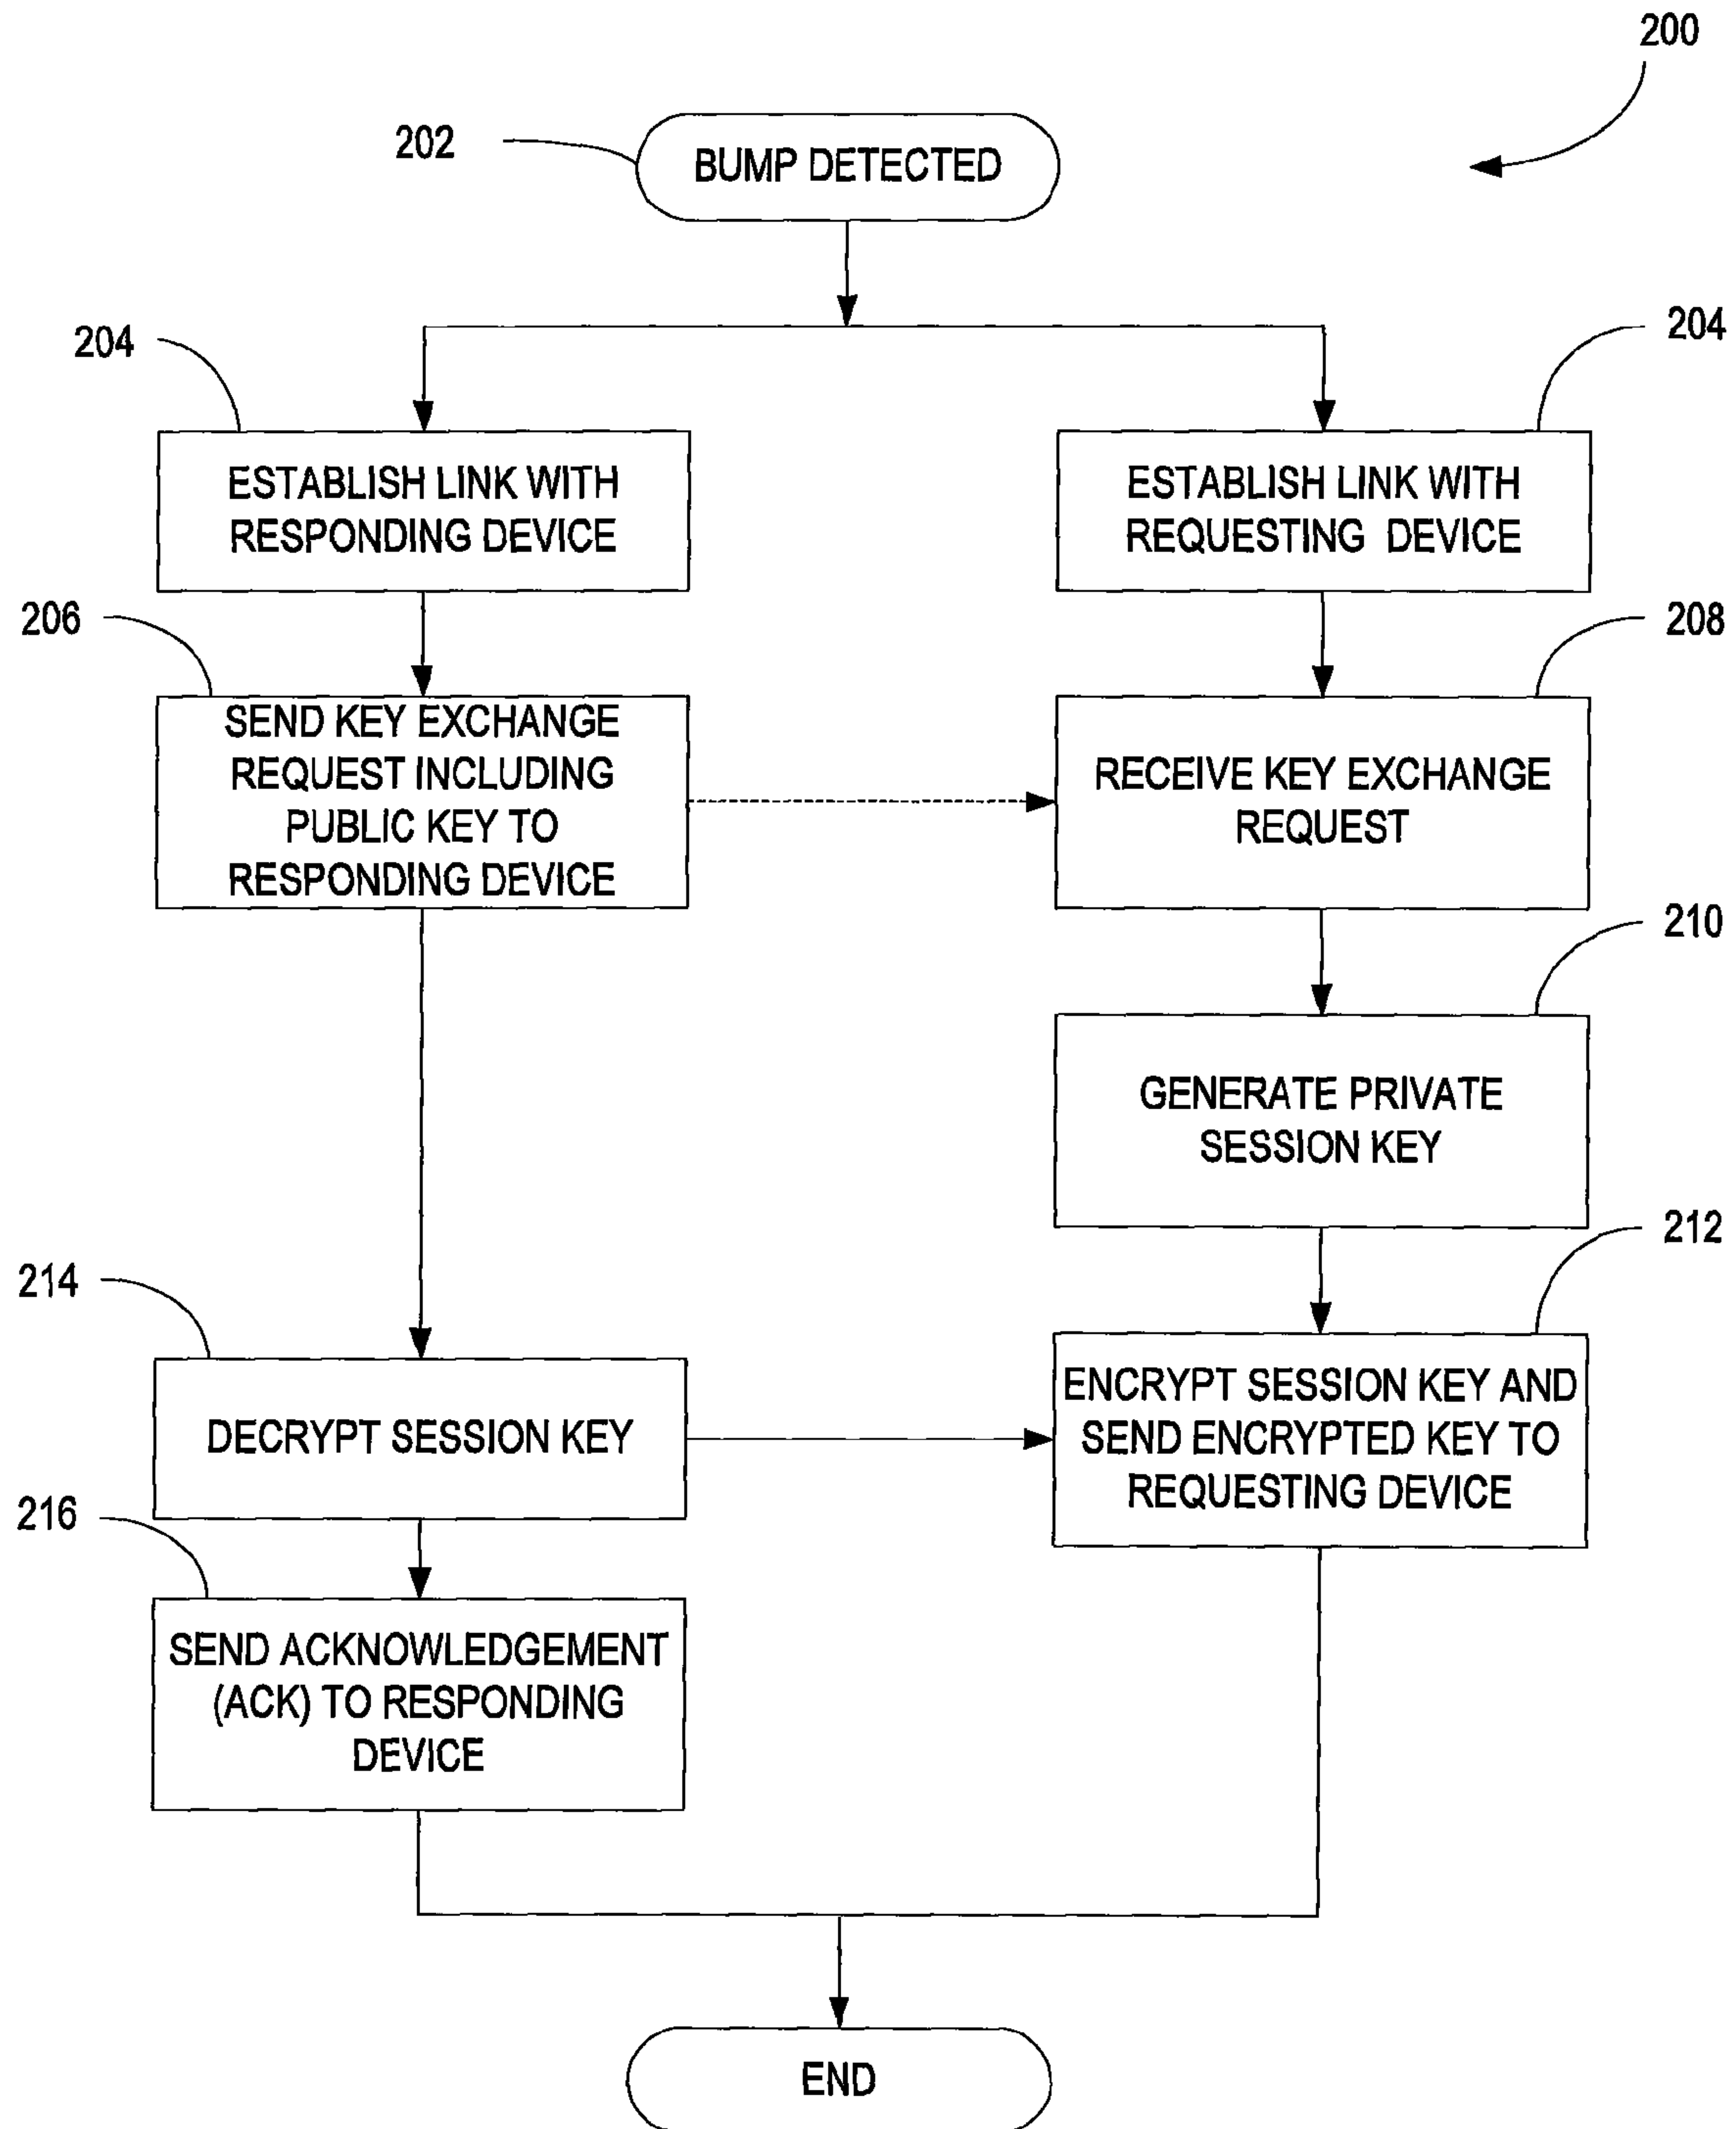 200
202
BUMP DETECTED
204
204
ESTABLISH LINK WITH
RESPONDING DEVICE
ESTABLISH LINK WITH
REQUESTING DEVICE
206
208
SEND KEY EXCHANGE
REQUEST INCLUDING
PUBLIC KEY TO
RESPONDING DEVICE
RECEIVE KEY EXCHANGE
REQUEST
210
GENERATE PRIVATE
SESSION KEY
212
214
DECRYPT SESSION KEY
ENCRYPT SESSION KEY AND
SEND ENCRYPTED KEY TO
REQUESTING DEVICE
216
SEND ACKNOWLEDGEMENT
(ACK) TO RESPONDING
DEVICE
END